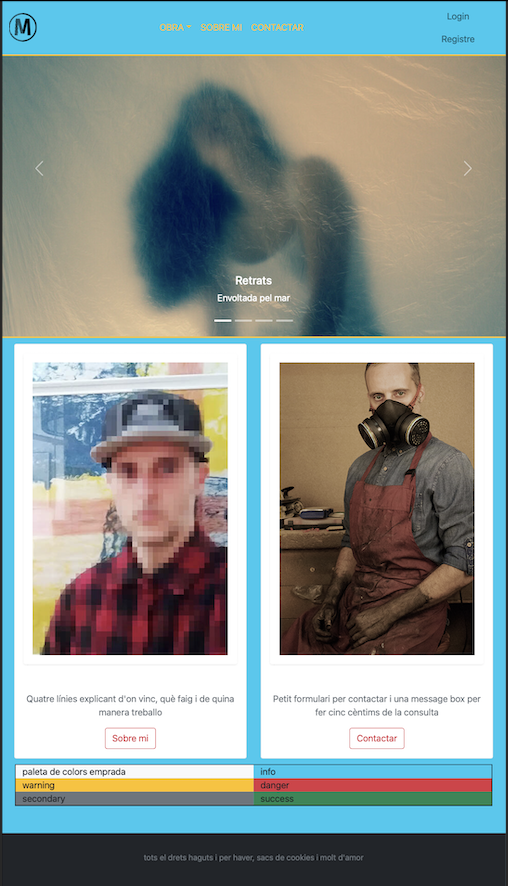 M
OBRA
SOBRE MI
CONTACTAR
Login
Registre
Retrats
Envoltada pel mar
Quatre línies explicant d'on vinc, què faig i de quina
manera treballo
Sobre mi
Petit formulari per contactar i una message box per
fer cinc cèntims de la consulta
Contactar
paleta de colors emprada
info
warning
danger
secondary
success
tots el drets haguts i per haver, sacs de cookies i molt d'amor